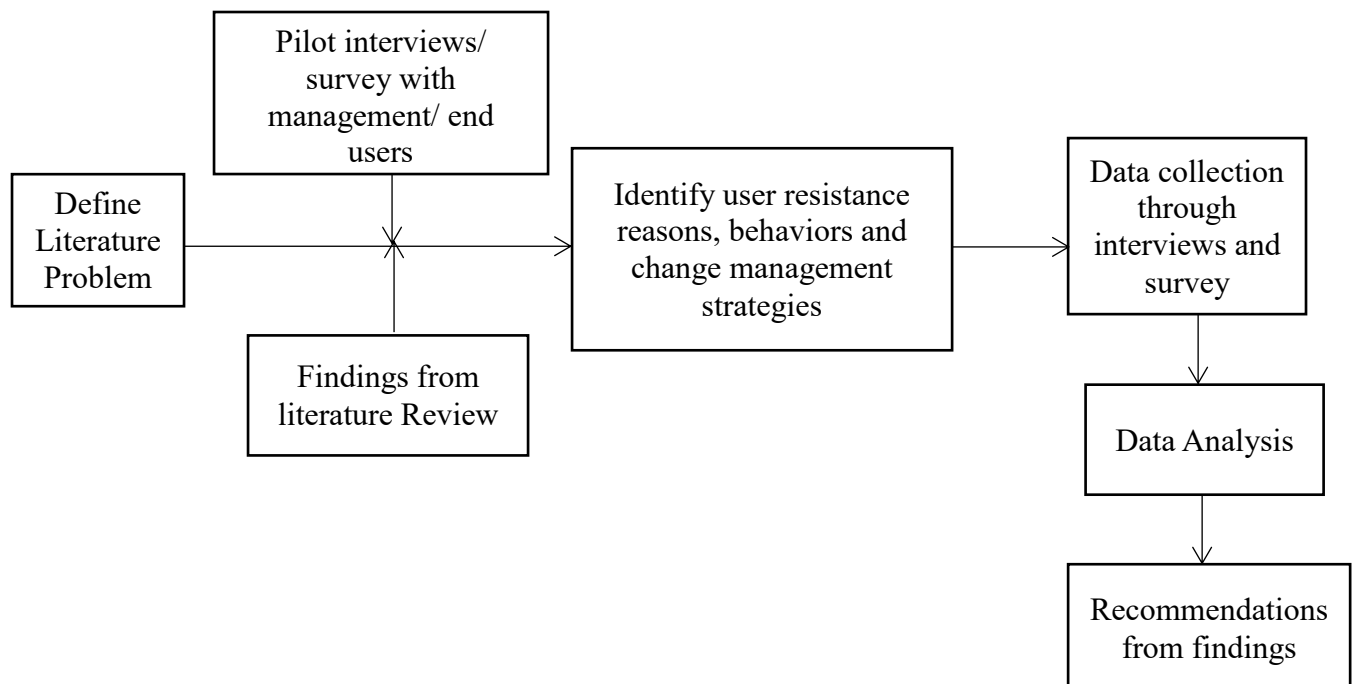 Pilot interviews/
survey with
management/ end
users
Define
Literature
Problem
Findings from
literature Review
Identify user resistance
reasons, behaviors and
change management
strategies
Data collection
through
interviews and
survey
Data Analysis
Recommendations
from findings